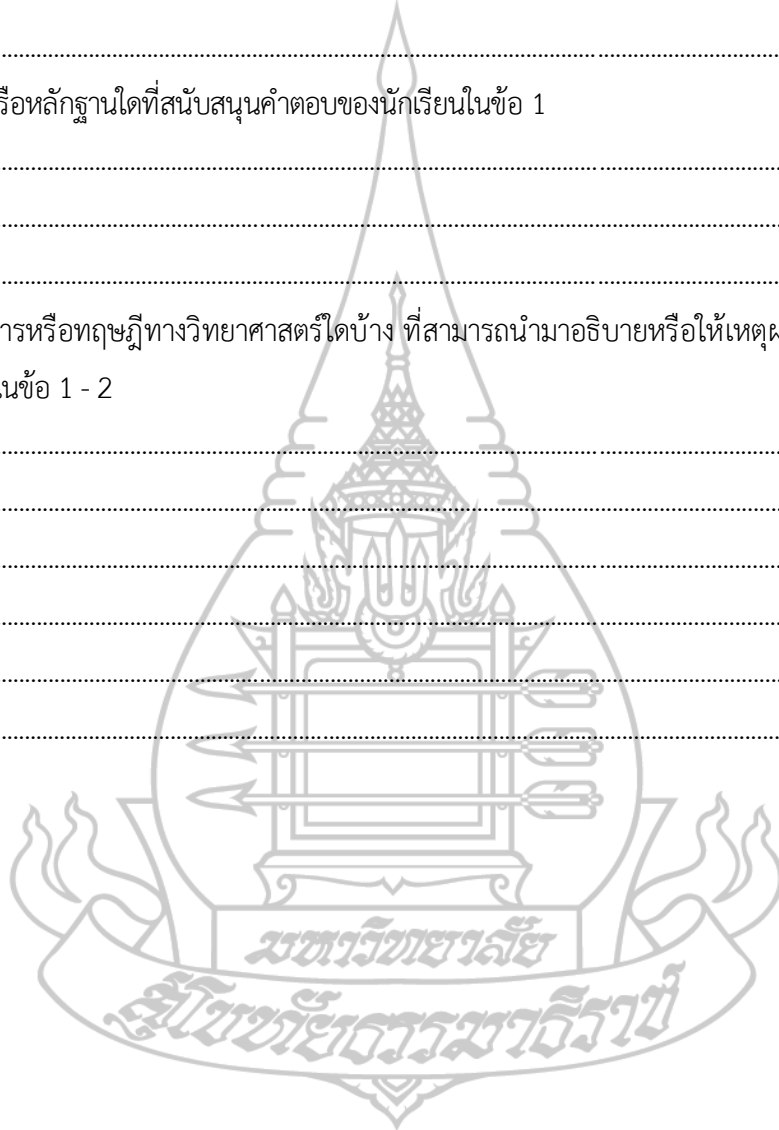 รือหลักฐานใดที่สนับสนุนคำตอบของนักเรียนในข้อ 1
ารหรือทฤษฎีทางวิทยาศาสตร์ใดบ้าง ที่สามารถนำมาอธิบายหรือให้เหตุผ
นข้อ 1 - 2
มหาวิทยาลัย
สุโขทัยธรรมาธิราช